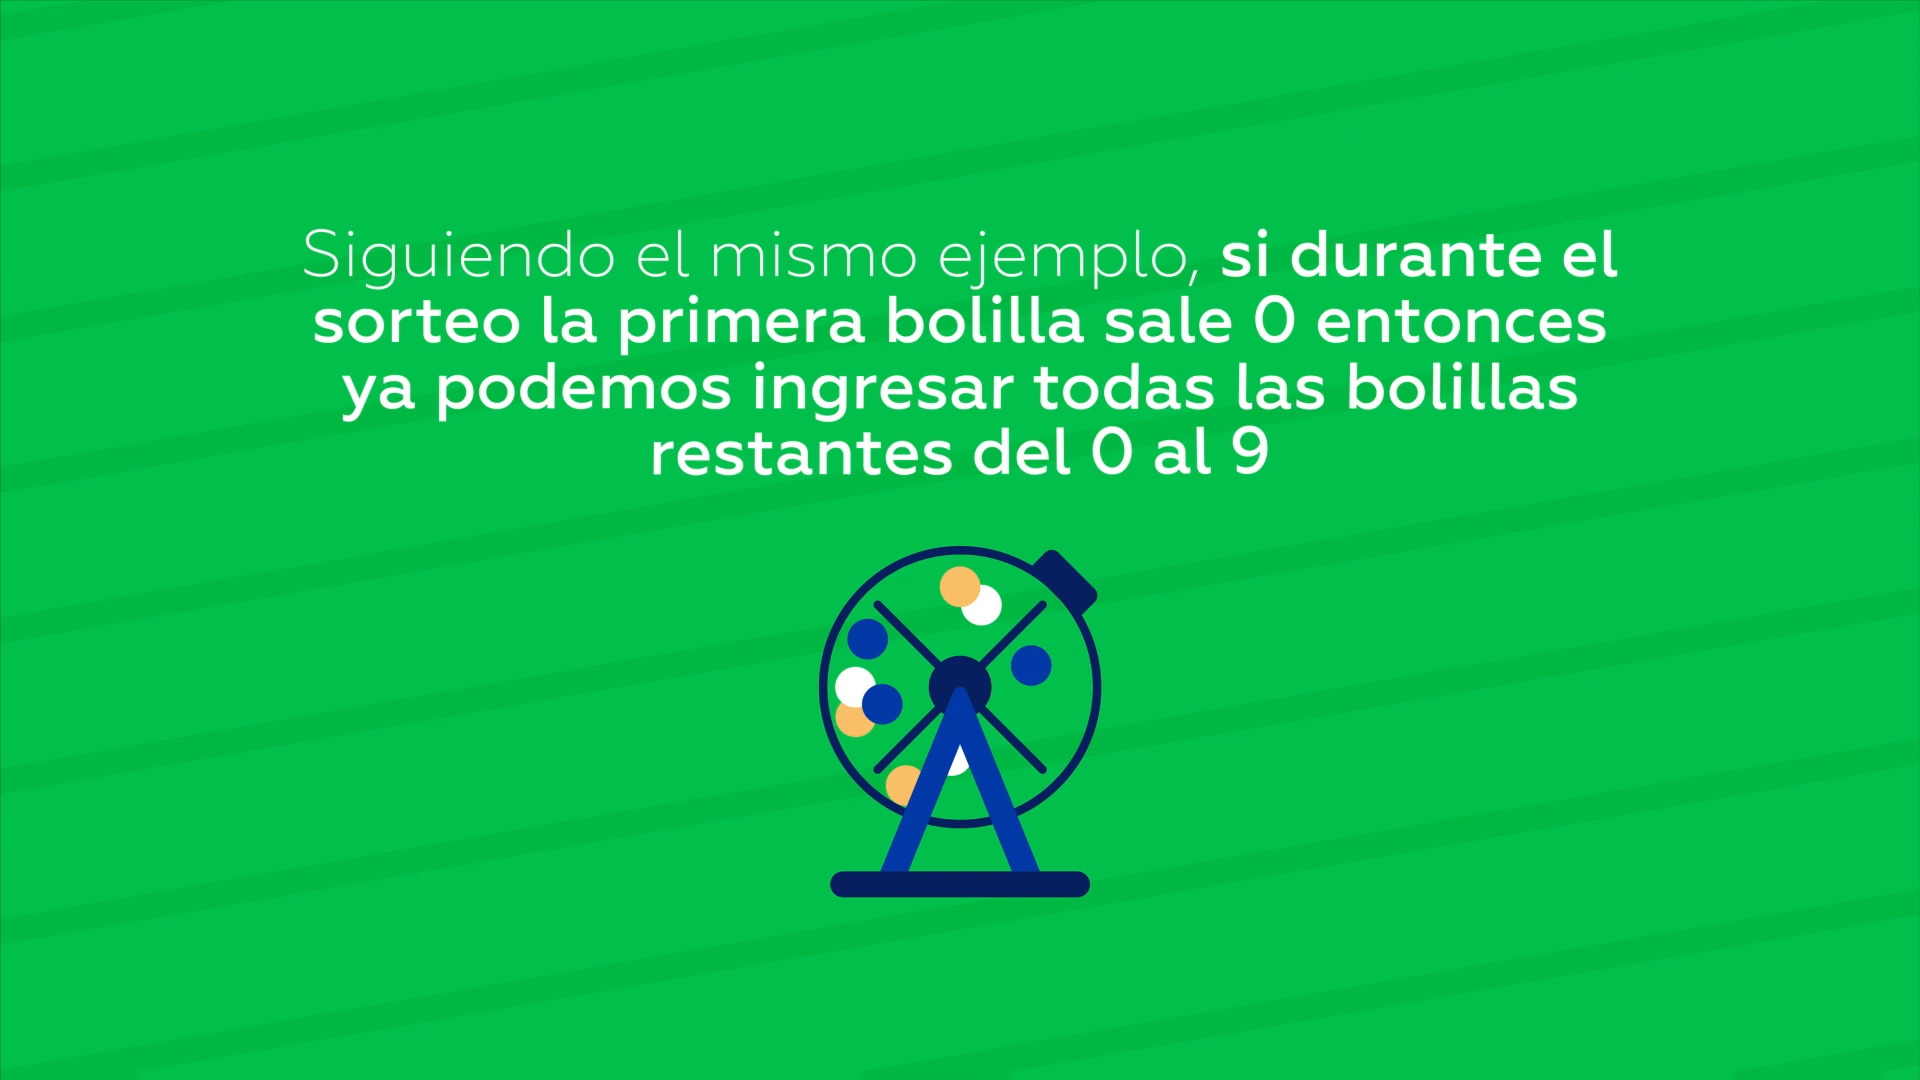 Siguiendo el mismo ejemplo, si durante el
sorteo la primera bolilla sale 0 entonces
ya podemos ingresar todas las bolillas
restantes del 0 al 9